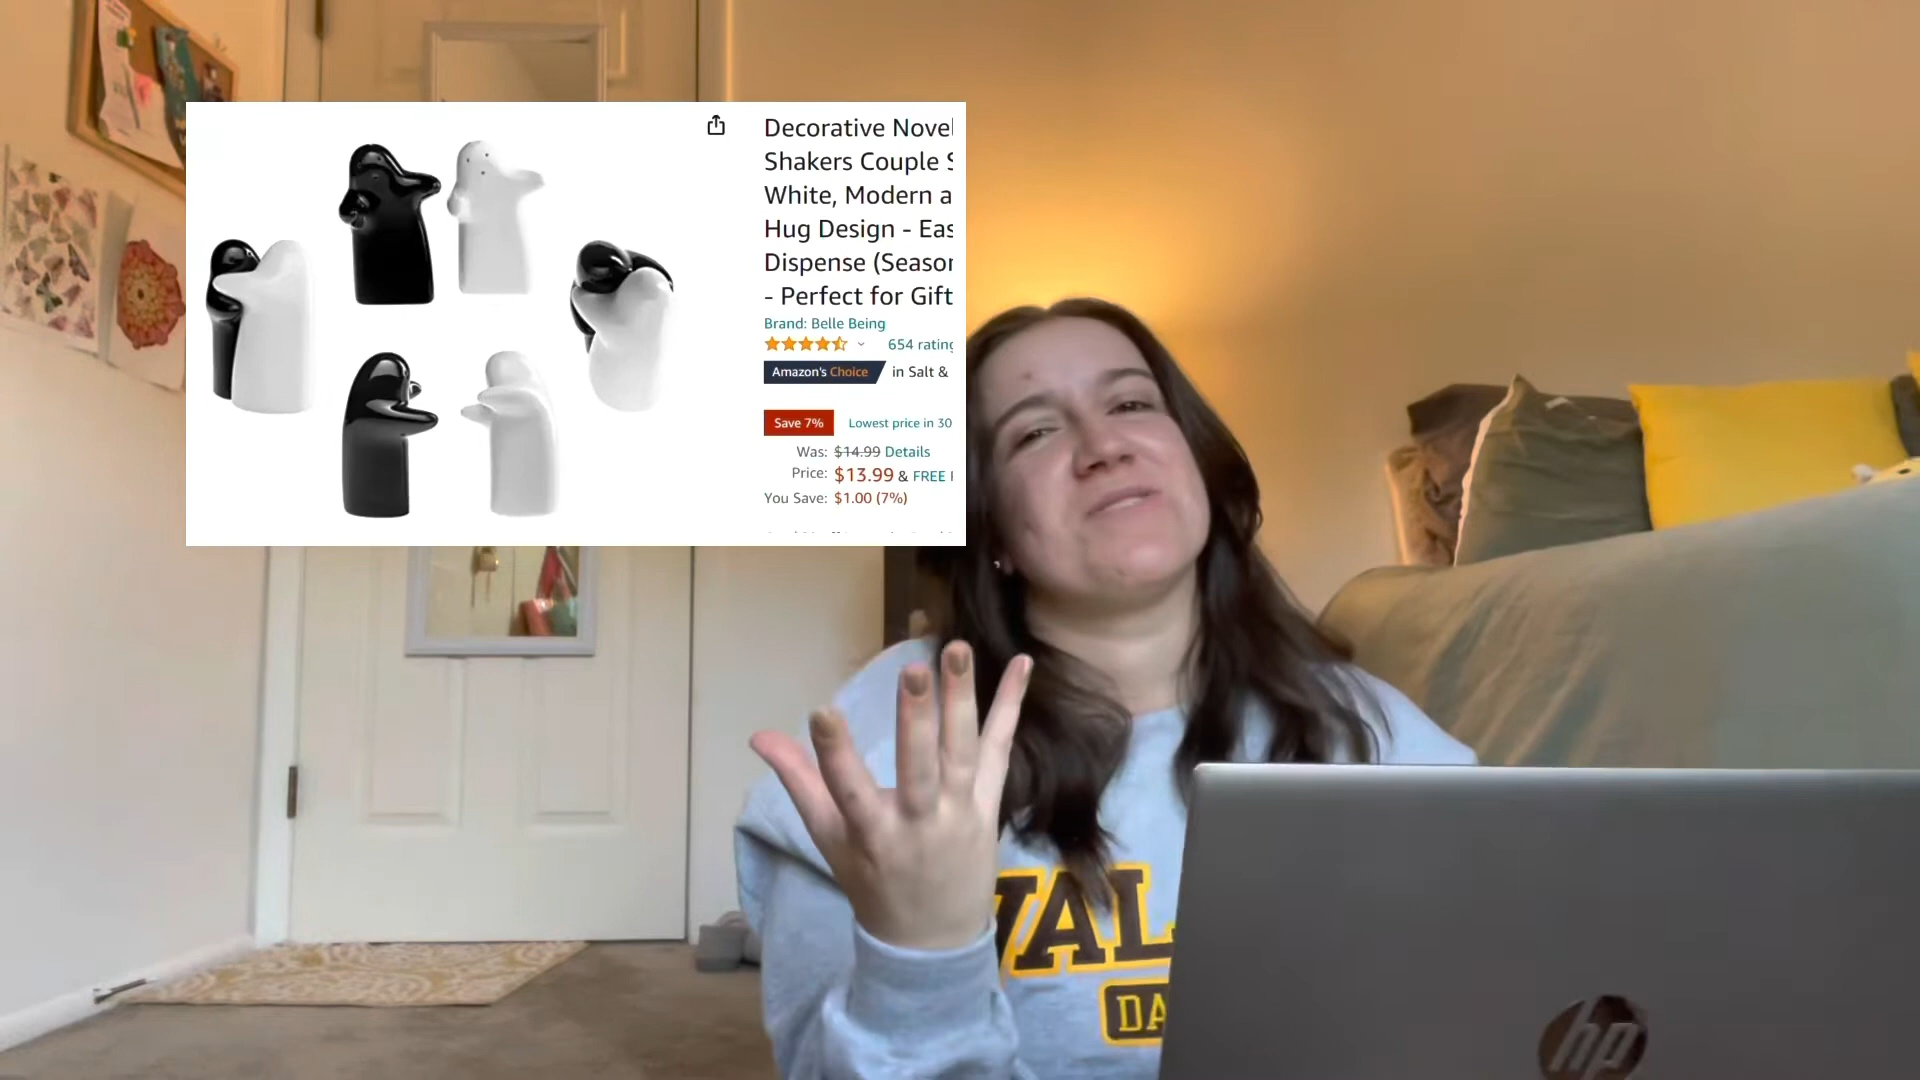 Decorative Novel
Shakers Couple S
White, Modern a
Hug Design - Eas
Dispense (Season
- Perfect for Gift
Brand: Belle Being
654 rating
Amazon's Choice in Salt &
Save 7% Lowest price in 30
Was: $14.99 Details
Price: $13.99 & FREE
You Save: $1.00 (7%)
VAL
DA
hp